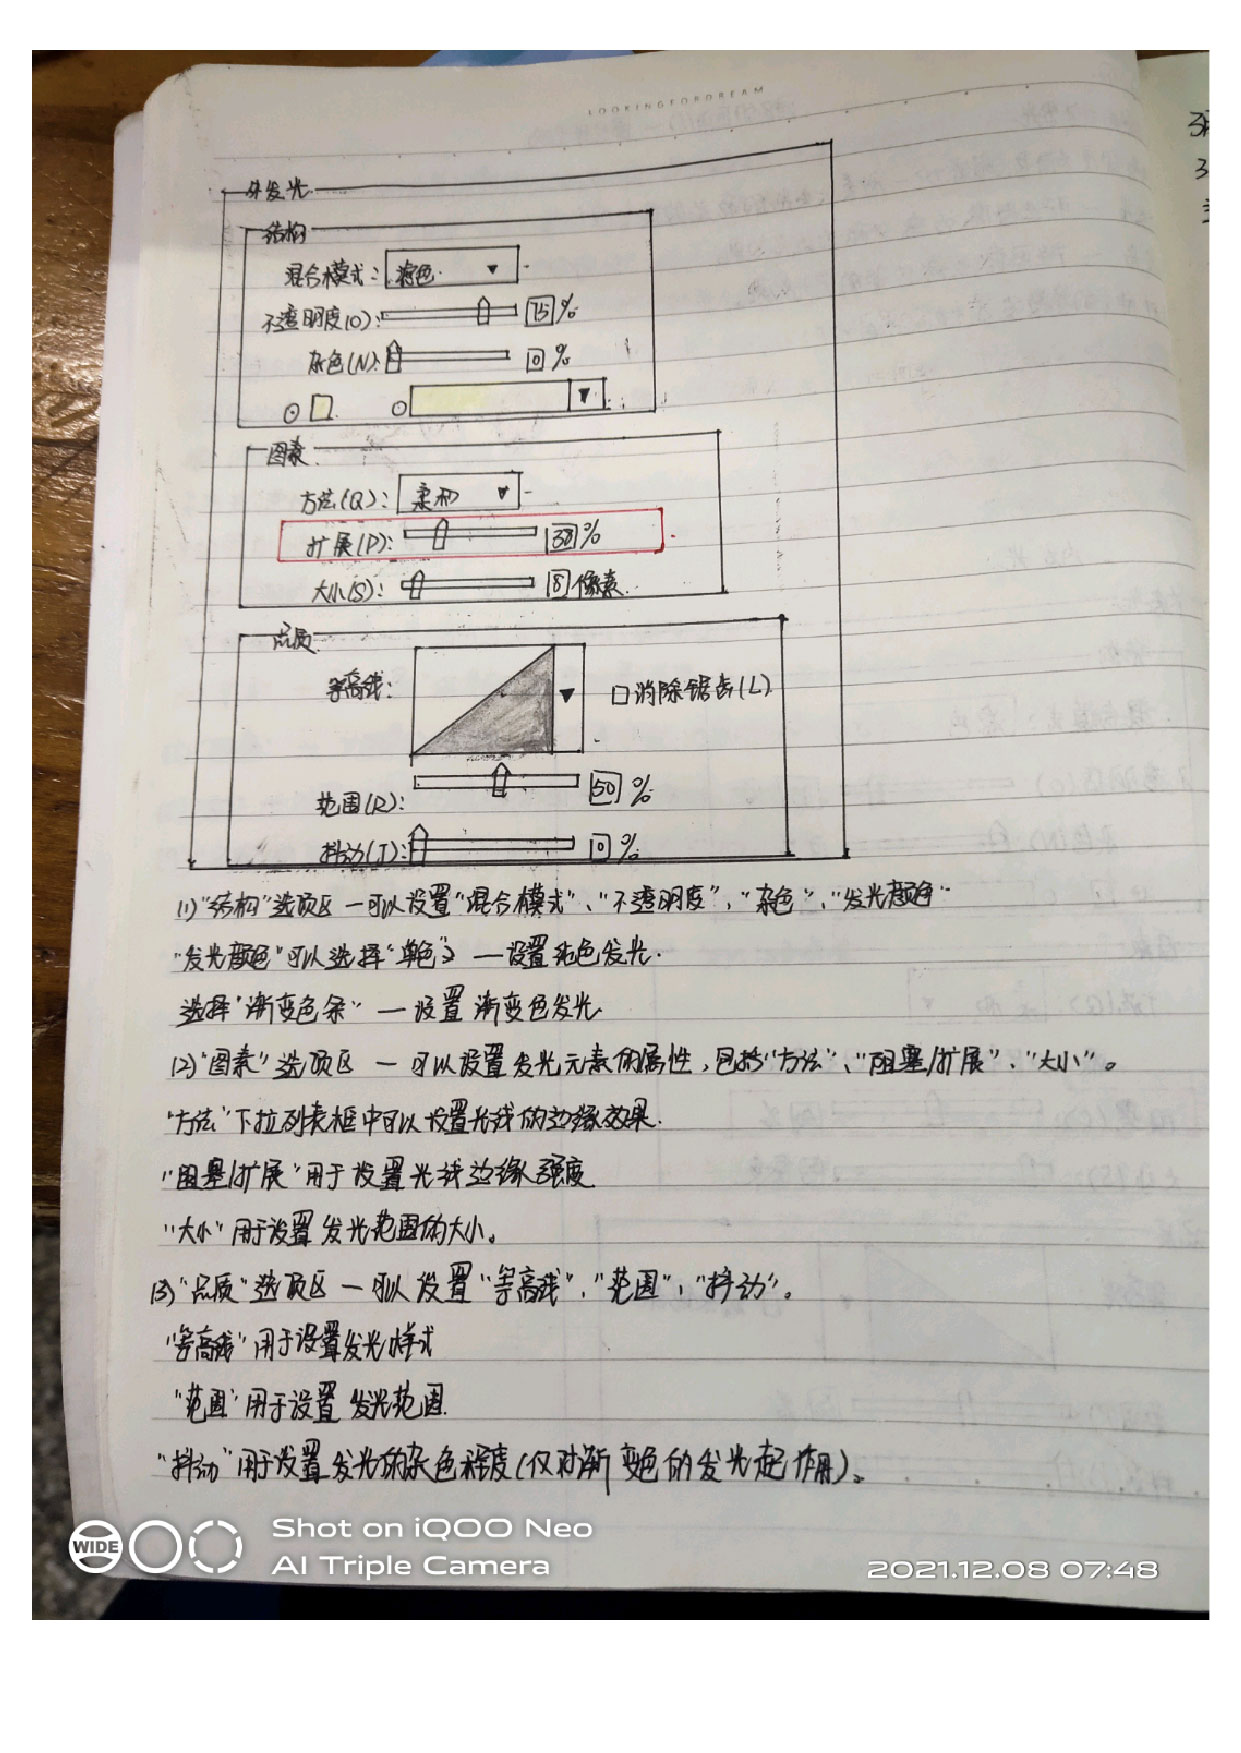 LOOKINGFORDREAM
外发光
结构
混合模式: 滤色
不透明度(O): 75 %
杂色(N): 0 %
图素
方法(Q): 柔和
扩展(P): 38 %
大小(S): 8 像素
品质
等高线: 消除锯齿(L)
范围(R): 50 %
抖动(J): 0 %
(1)"结构"选项区 — 可以设置"混合模式"、"不透明度"、"杂色"、"发光颜色"
"发光颜色"可以选择"单色" — 设置纯色发光.
选择"渐变色条" — 设置渐变色发光
(2)"图素"选项区 — 可以设置发光元素的属性,包括"方法"、"阻塞/扩展"、"大小"。
"方法"下拉列表框中可以设置光线的边缘效果.
"阻塞/扩展"用于设置光线边缘强度
"大小"用于设置发光范围的大小。
(3)"品质"选项区 — 可以设置"等高线"、"范围"、"抖动"。
"等高线"用于设置发光样式
"范围"用于设置发光范围
"抖动"用于设置发光的杂色程度(仅对渐变色的发光起作用)。
WIDE
Shot on iQOO Neo
AI Triple Camera
2021.12.08 07:48